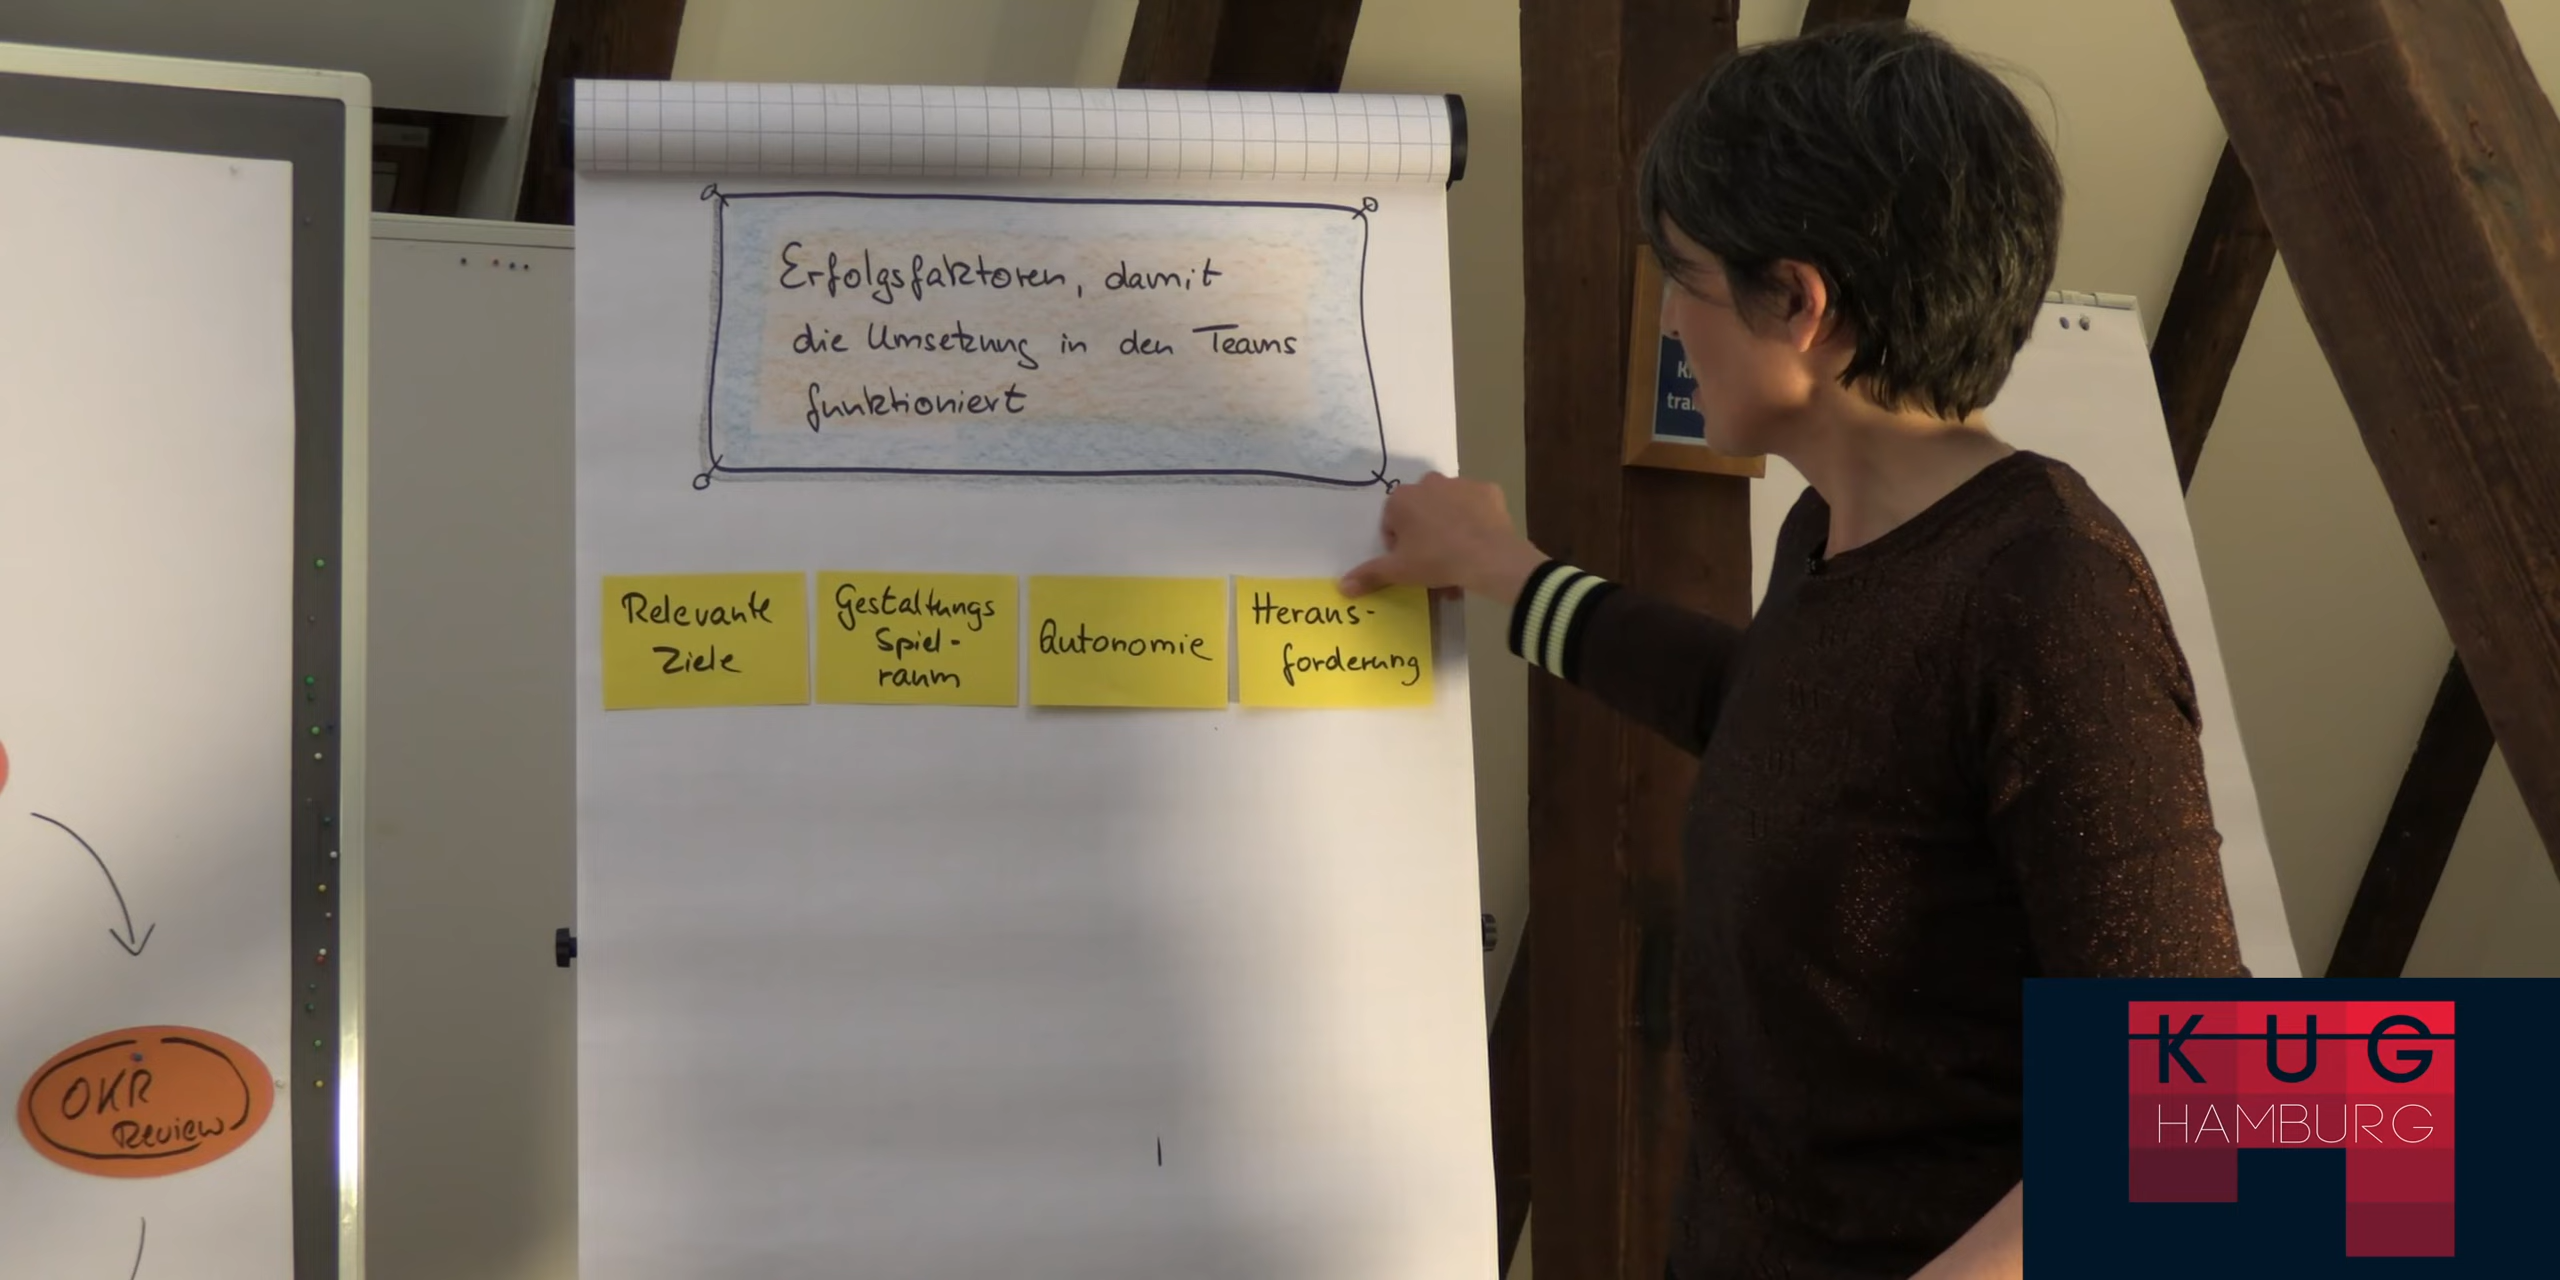 Erfolgsfaktoren, damit
die Umsetzung in den Teams
funktioniert
Relevante
Ziele
Gestaltungs
Spiel-
raum
Autonomie
Heraus-
forderung
OKR
Review
KUG
HAMBURG